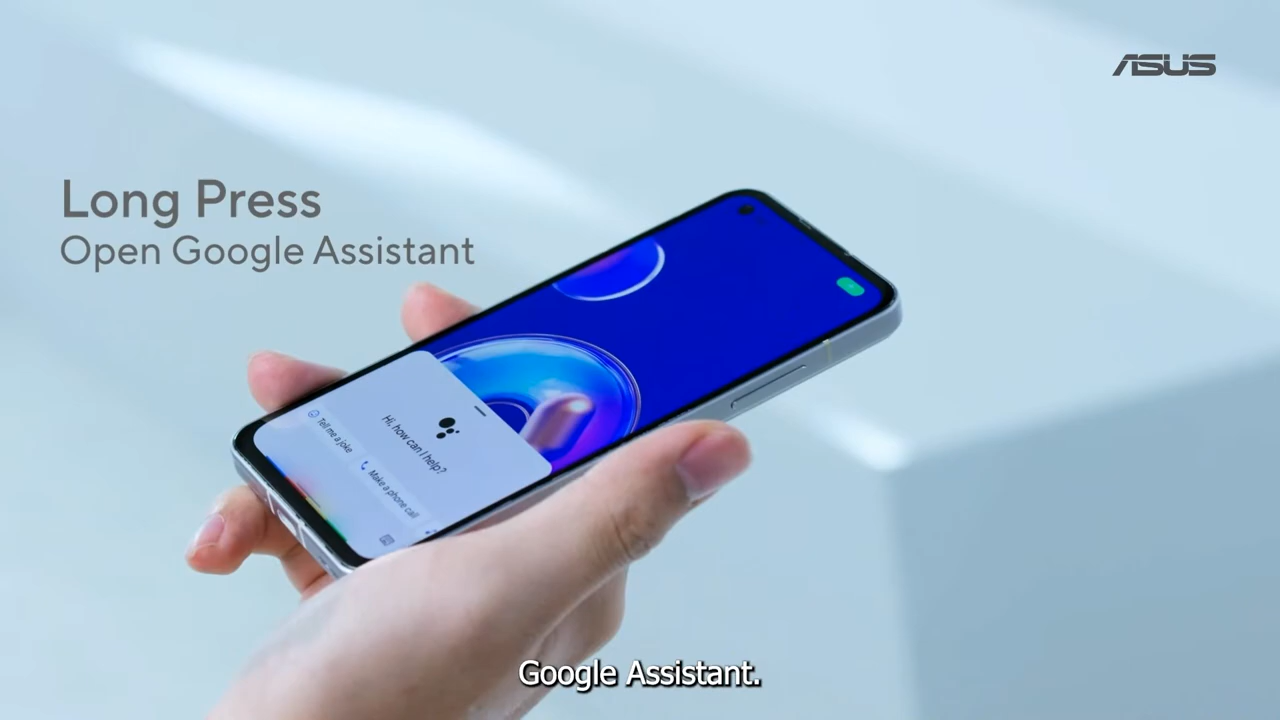 ASUS
Long Press
Open Google Assistant
Hi, how can I help?
Tell me a joke
Make a phone call
Google Assistant.